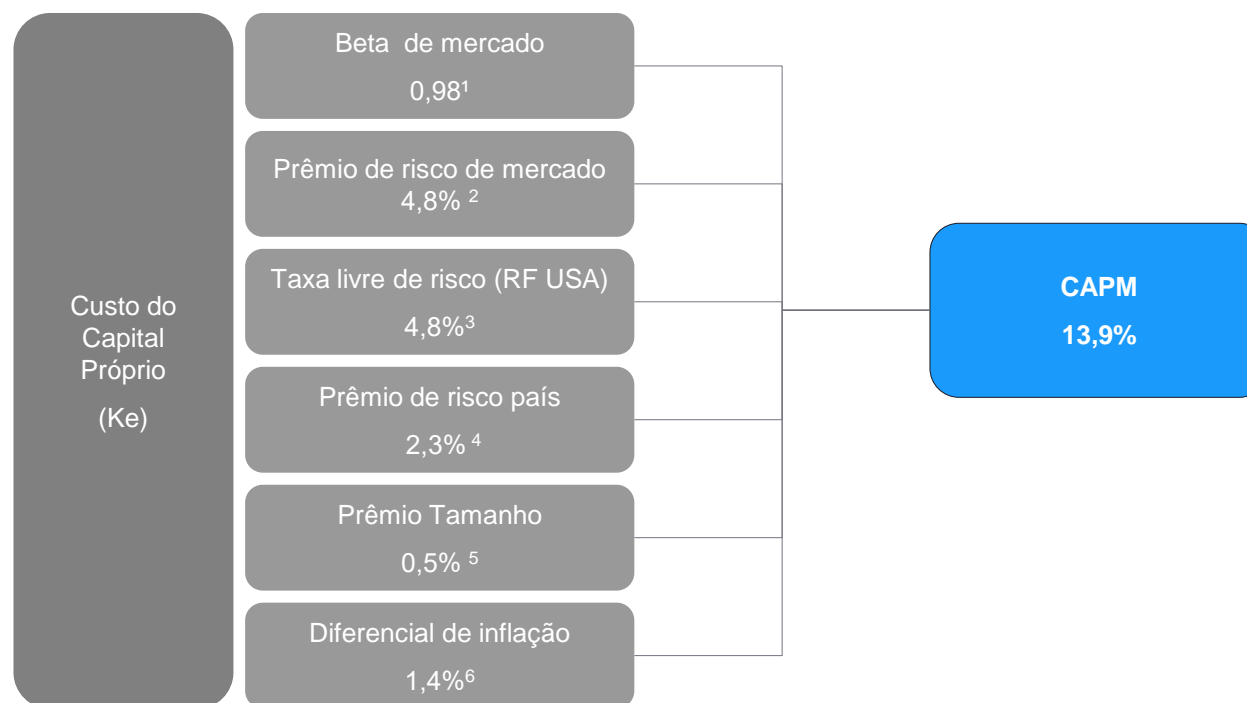 Custo do
Capital
Próprio
(Ke)
Beta de mercado
0,98¹
Prêmio de risco de mercado
4,8% ²
Taxa livre de risco (RF USA)
4,8%³
Prêmio de risco país
2,3% ⁴
Prêmio Tamanho
0,5% ⁵
Diferencial de inflação
1,4%⁶
CAPM
13,9%